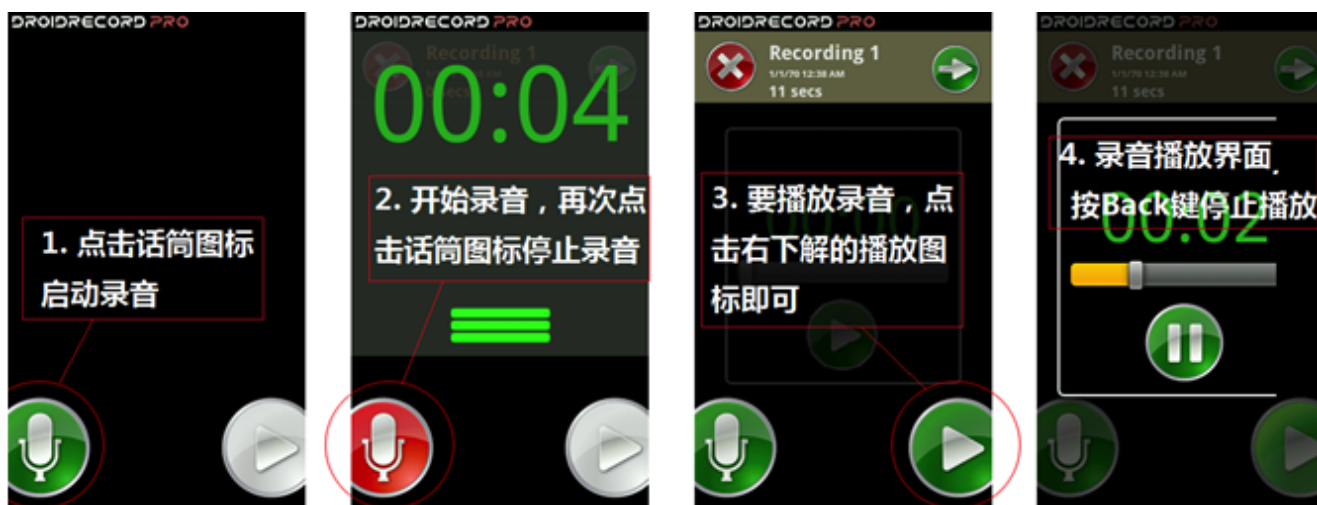 DROIDRECORD PRO
1. 点击话筒图标
启动录音
DROIDRECORD PRO
Recording 1
00:04
2. 开始录音，再次点
击话筒图标停止录音
DROIDRECORD PRO
Recording 1
1/1/70 12:38 AM
11 secs
3. 要播放录音，点
击右下解的播放图
标即可
DROIDRECORD PRO
Recording 1
1/1/70 12:38 AM
11 secs
4. 录音播放界面
按Back键停止播放
00:02